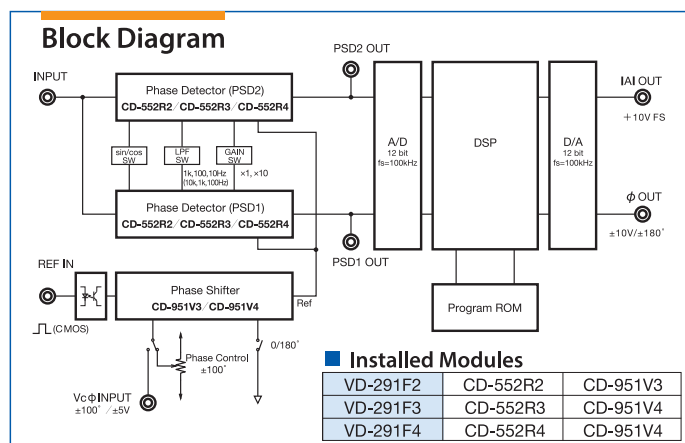 Block Diagram
PSD2 OUT
INPUT
Phase Detector (PSD2)
CD-552R2/CD-552R3/CD-552R4
IAI OUT
+10V FS
A/D
12 bit
fs=100kHz
DSP
D/A
12 bit
fs=100kHz
sin/cos
SW
LPF
SW
GAIN
SW
1k,100,10Hz
(10k,1k,100Hz)
×1, ×10
Phase Detector (PSD1)
CD-552R2/CD-552R3/CD-552R4
ϕ OUT
±10V/±180°
PSD1 OUT
REF IN
Phase Shifter
CD-951V3/CD-951V4
Ref
Program ROM
(CMOS)
Phase Control
±100°
0/180°
VcϕINPUT
±100° /±5V
Installed Modules
VD-291F2 CD-552R2 CD-951V3
VD-291F3 CD-552R3 CD-951V4
VD-291F4 CD-552R4 CD-951V4